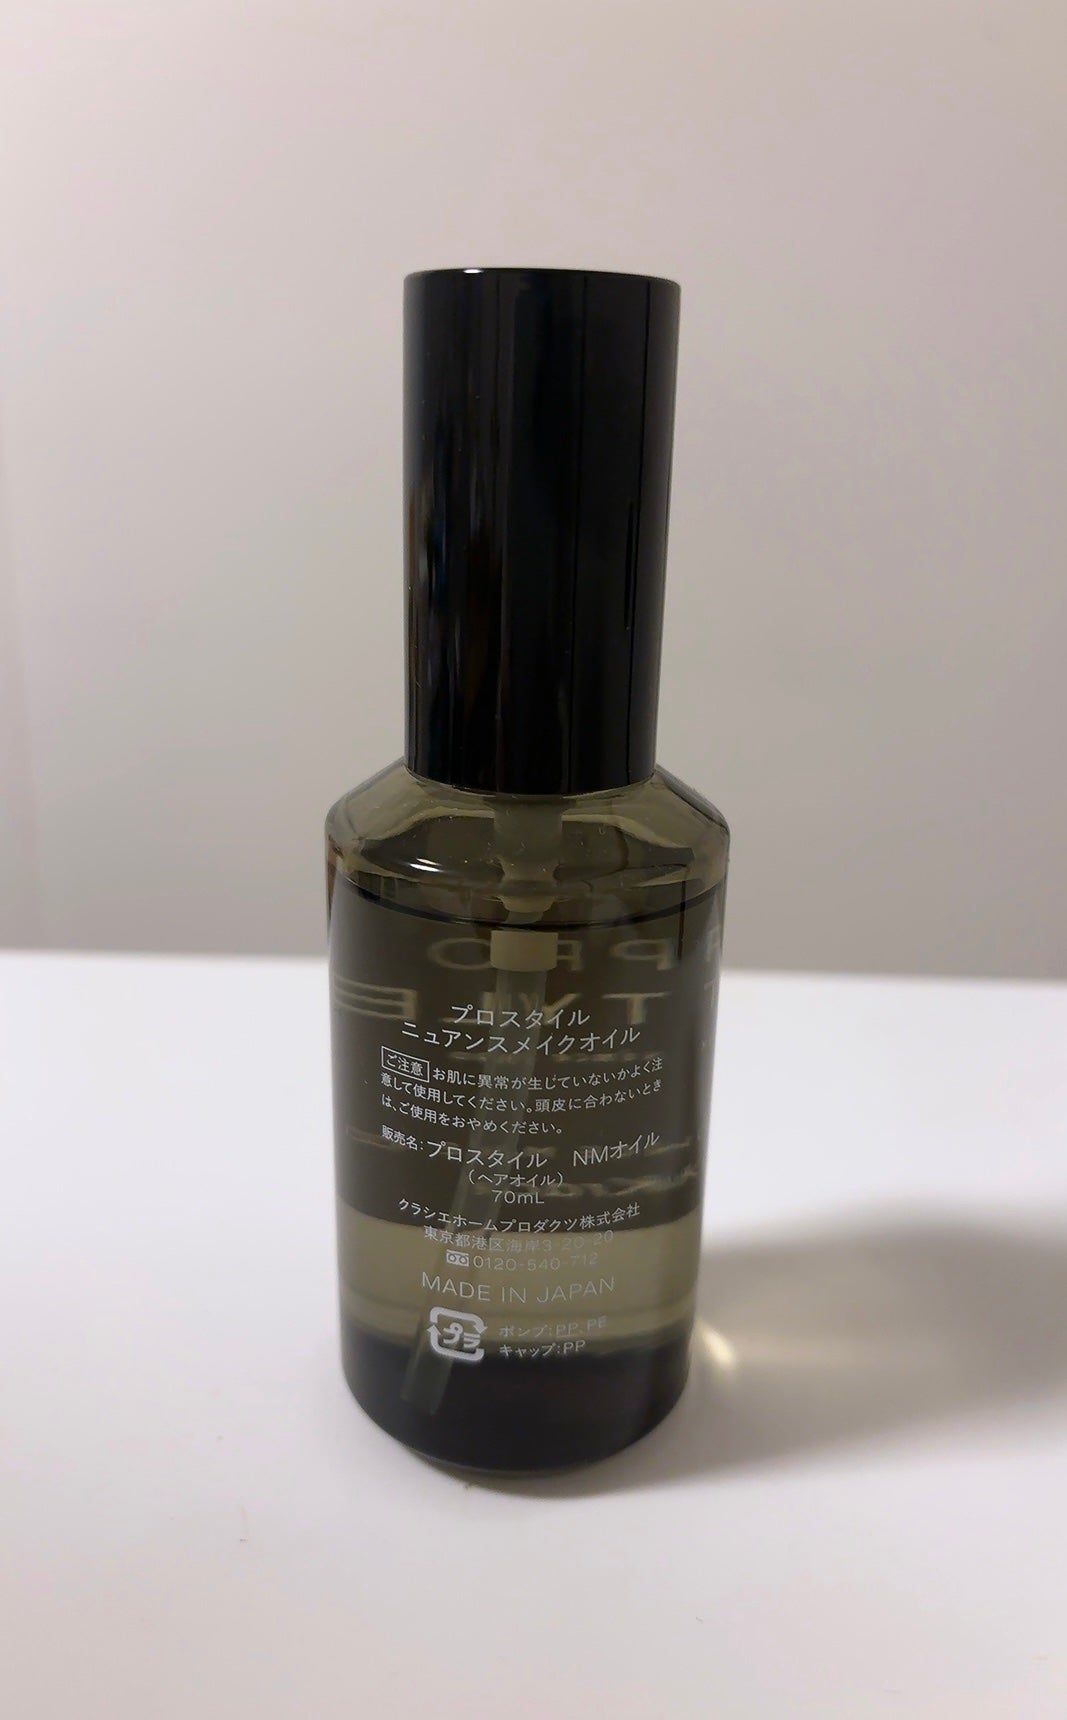 プロスタイル
ニュアンスメイクオイル
ご注意 お肌に異常が生じていないかよく注
意して使用してください。頭皮に合わないとき
は、ご使用をおやめください。
販売名:プロスタイル NMオイル
(ヘアオイル)
70mL
クラシエホームプロダクツ株式会社
東京都港区海岸3-20-20
0120-540-712
MADE IN JAPAN
プラ
ポンプ:PP、PE
キャップ:PP